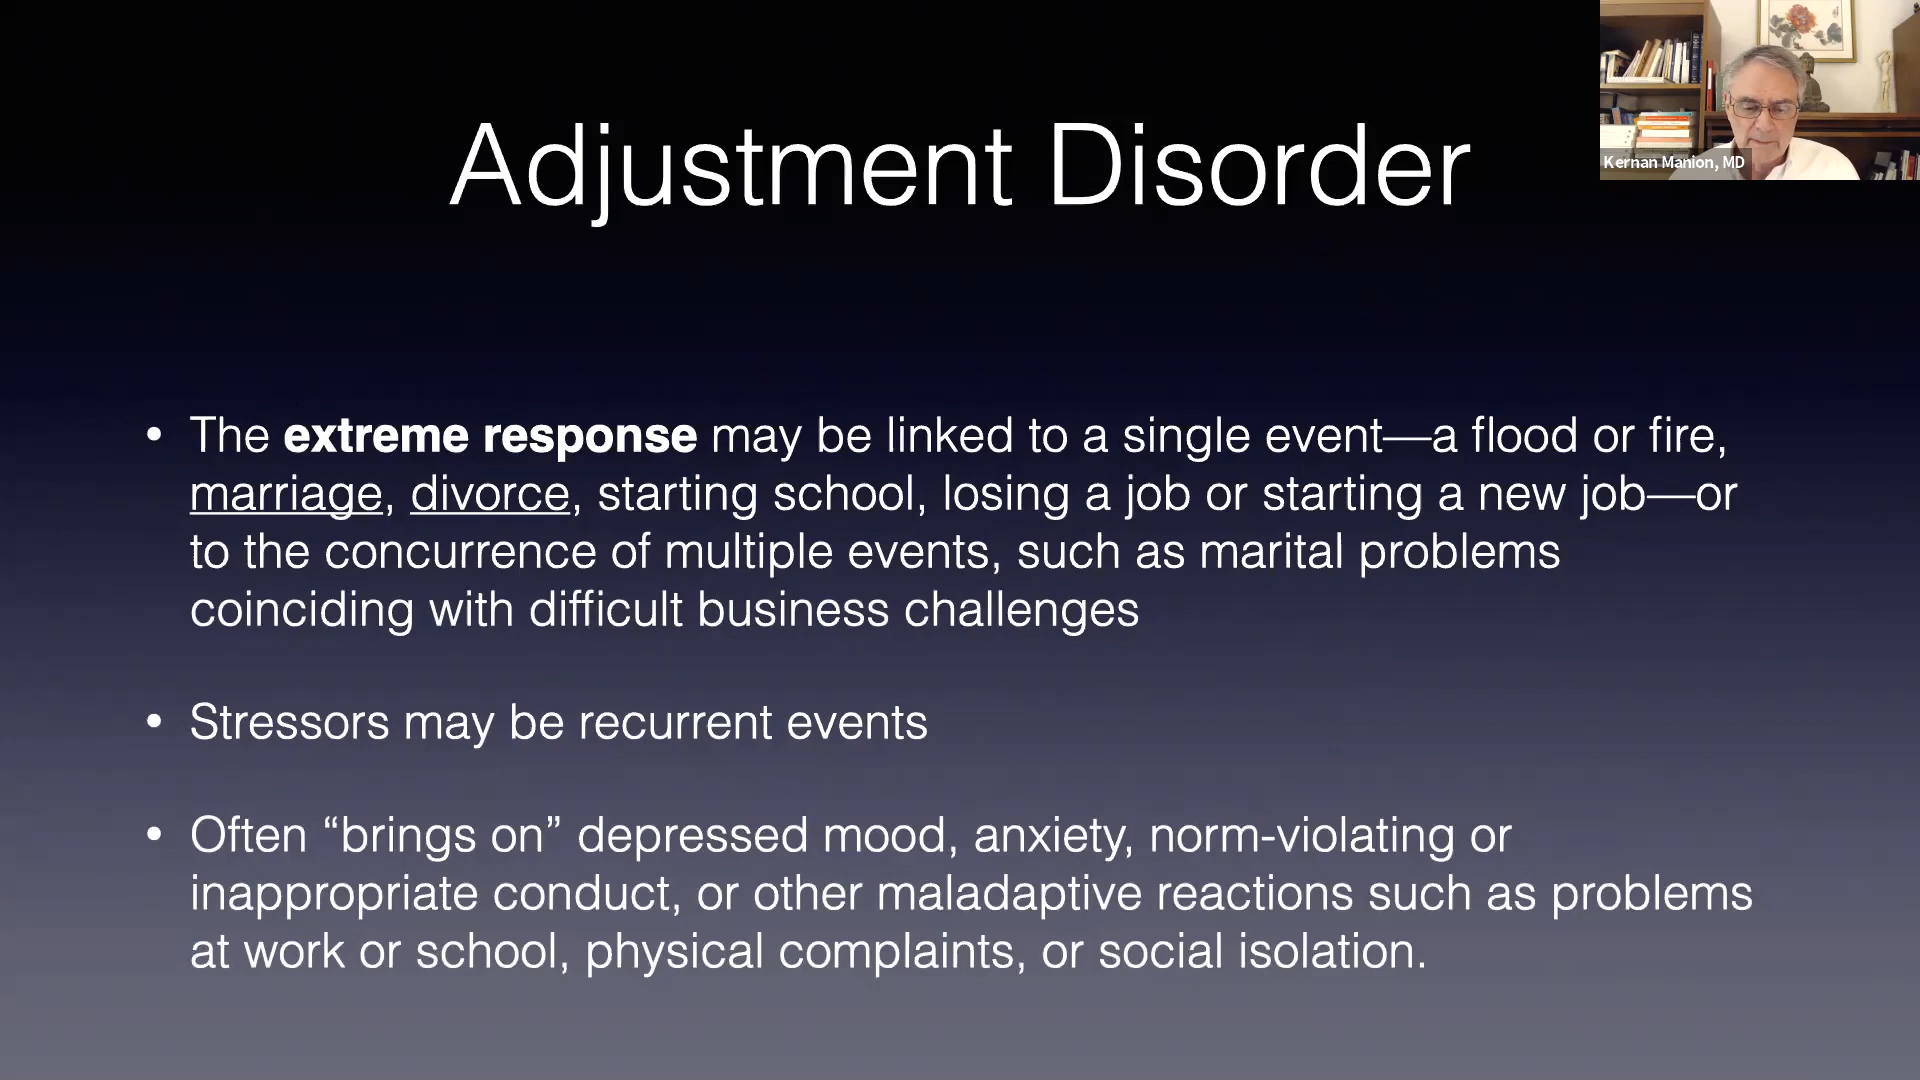 Kernan Manion, MD
Adjustment Disorder
• The extreme response may be linked to a single event—a flood or fire,
marriage, divorce, starting school, losing a job or starting a new job—or
to the concurrence of multiple events, such as marital problems
coinciding with difficult business challenges
• Stressors may be recurrent events
• Often “brings on” depressed mood, anxiety, norm-violating or
inappropriate conduct, or other maladaptive reactions such as problems
at work or school, physical complaints, or social isolation.